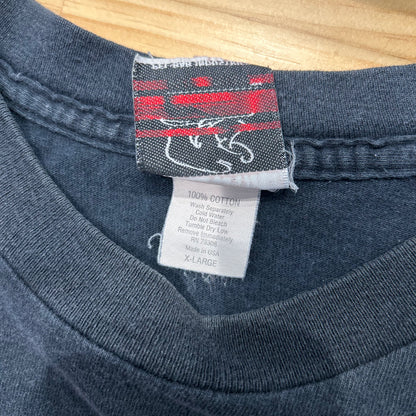 100% COTTON
Wash Separately
Cold Water
Do Not Bleach
Tumble Dry Low
Remove Immediately
RN 29306
Made in USA
X-LARGE